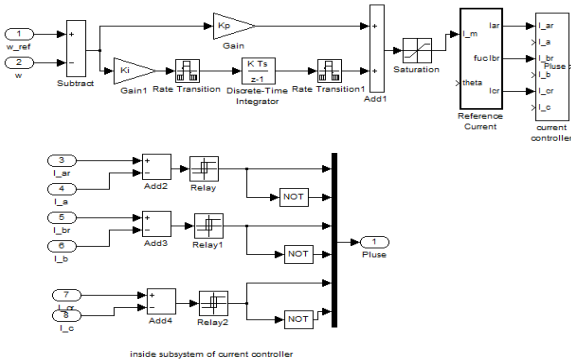 1
w_ref
2
w
+
−
Subtract
Kp
Gain
Ki
Gain1
Rate Transition
K Ts
z-1
Discrete-Time
Integrator
Rate Transition1
+
+
Add1
Saturation
I_m
theta
fuc
Iar
Ibr
Icr
Reference
Current
I_ar
I_a
I_br
I_b
I_cr
I_c
Pluse
current
controller
3
I_ar
4
I_a
+
−
Add2
Relay
NOT
5
I_br
6
I_b
+
−
Add3
Relay1
NOT
1
Pluse
7
I_cr
8
I_c
+
−
Add4
Relay2
NOT
inside subsystem of current controller